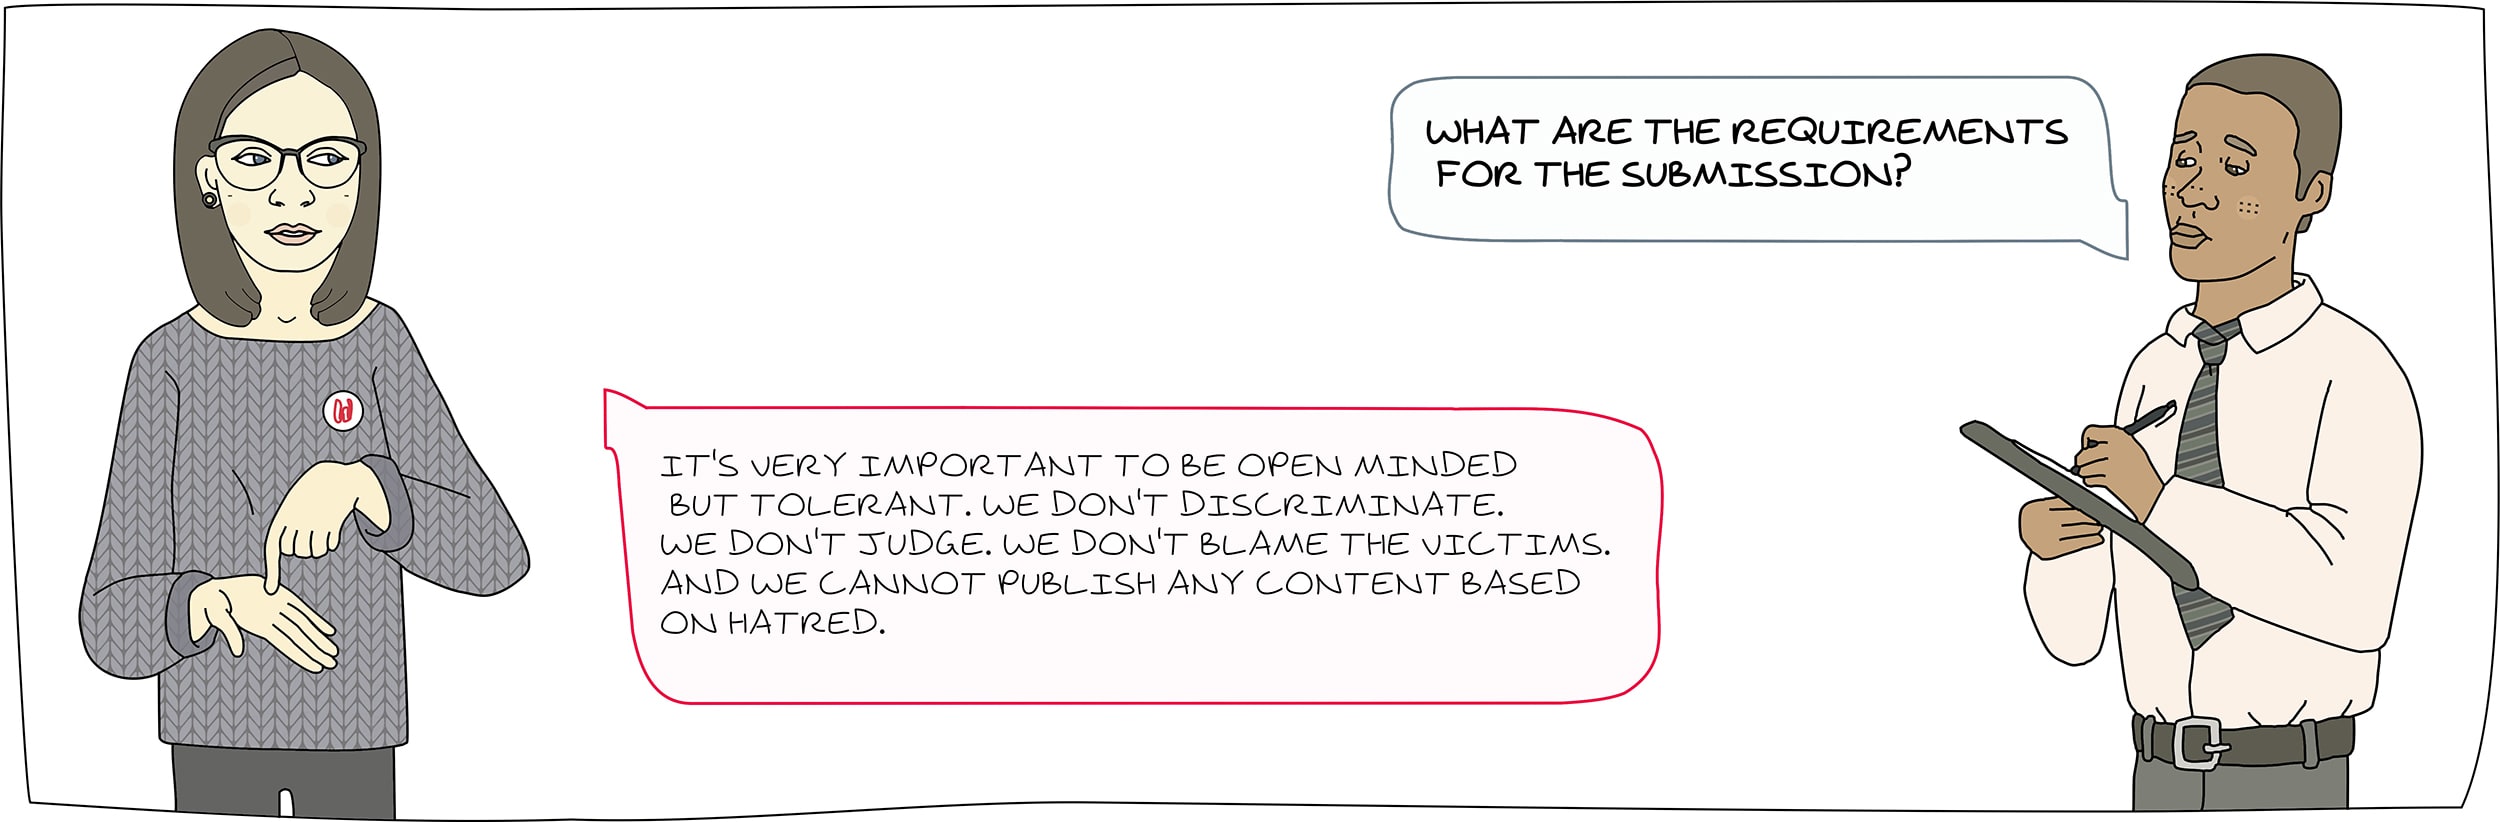 WHAT ARE THE REQUIREMENTS
FOR THE SUBMISSION?
IT'S VERY IMPORTANT TO BE OPEN MINDED
BUT TOLERANT. WE DON'T DISCRIMINATE.
WE DON'T JUDGE. WE DON'T BLAME THE VICTIMS.
AND WE CANNOT PUBLISH ANY CONTENT BASED
ON HATRED.